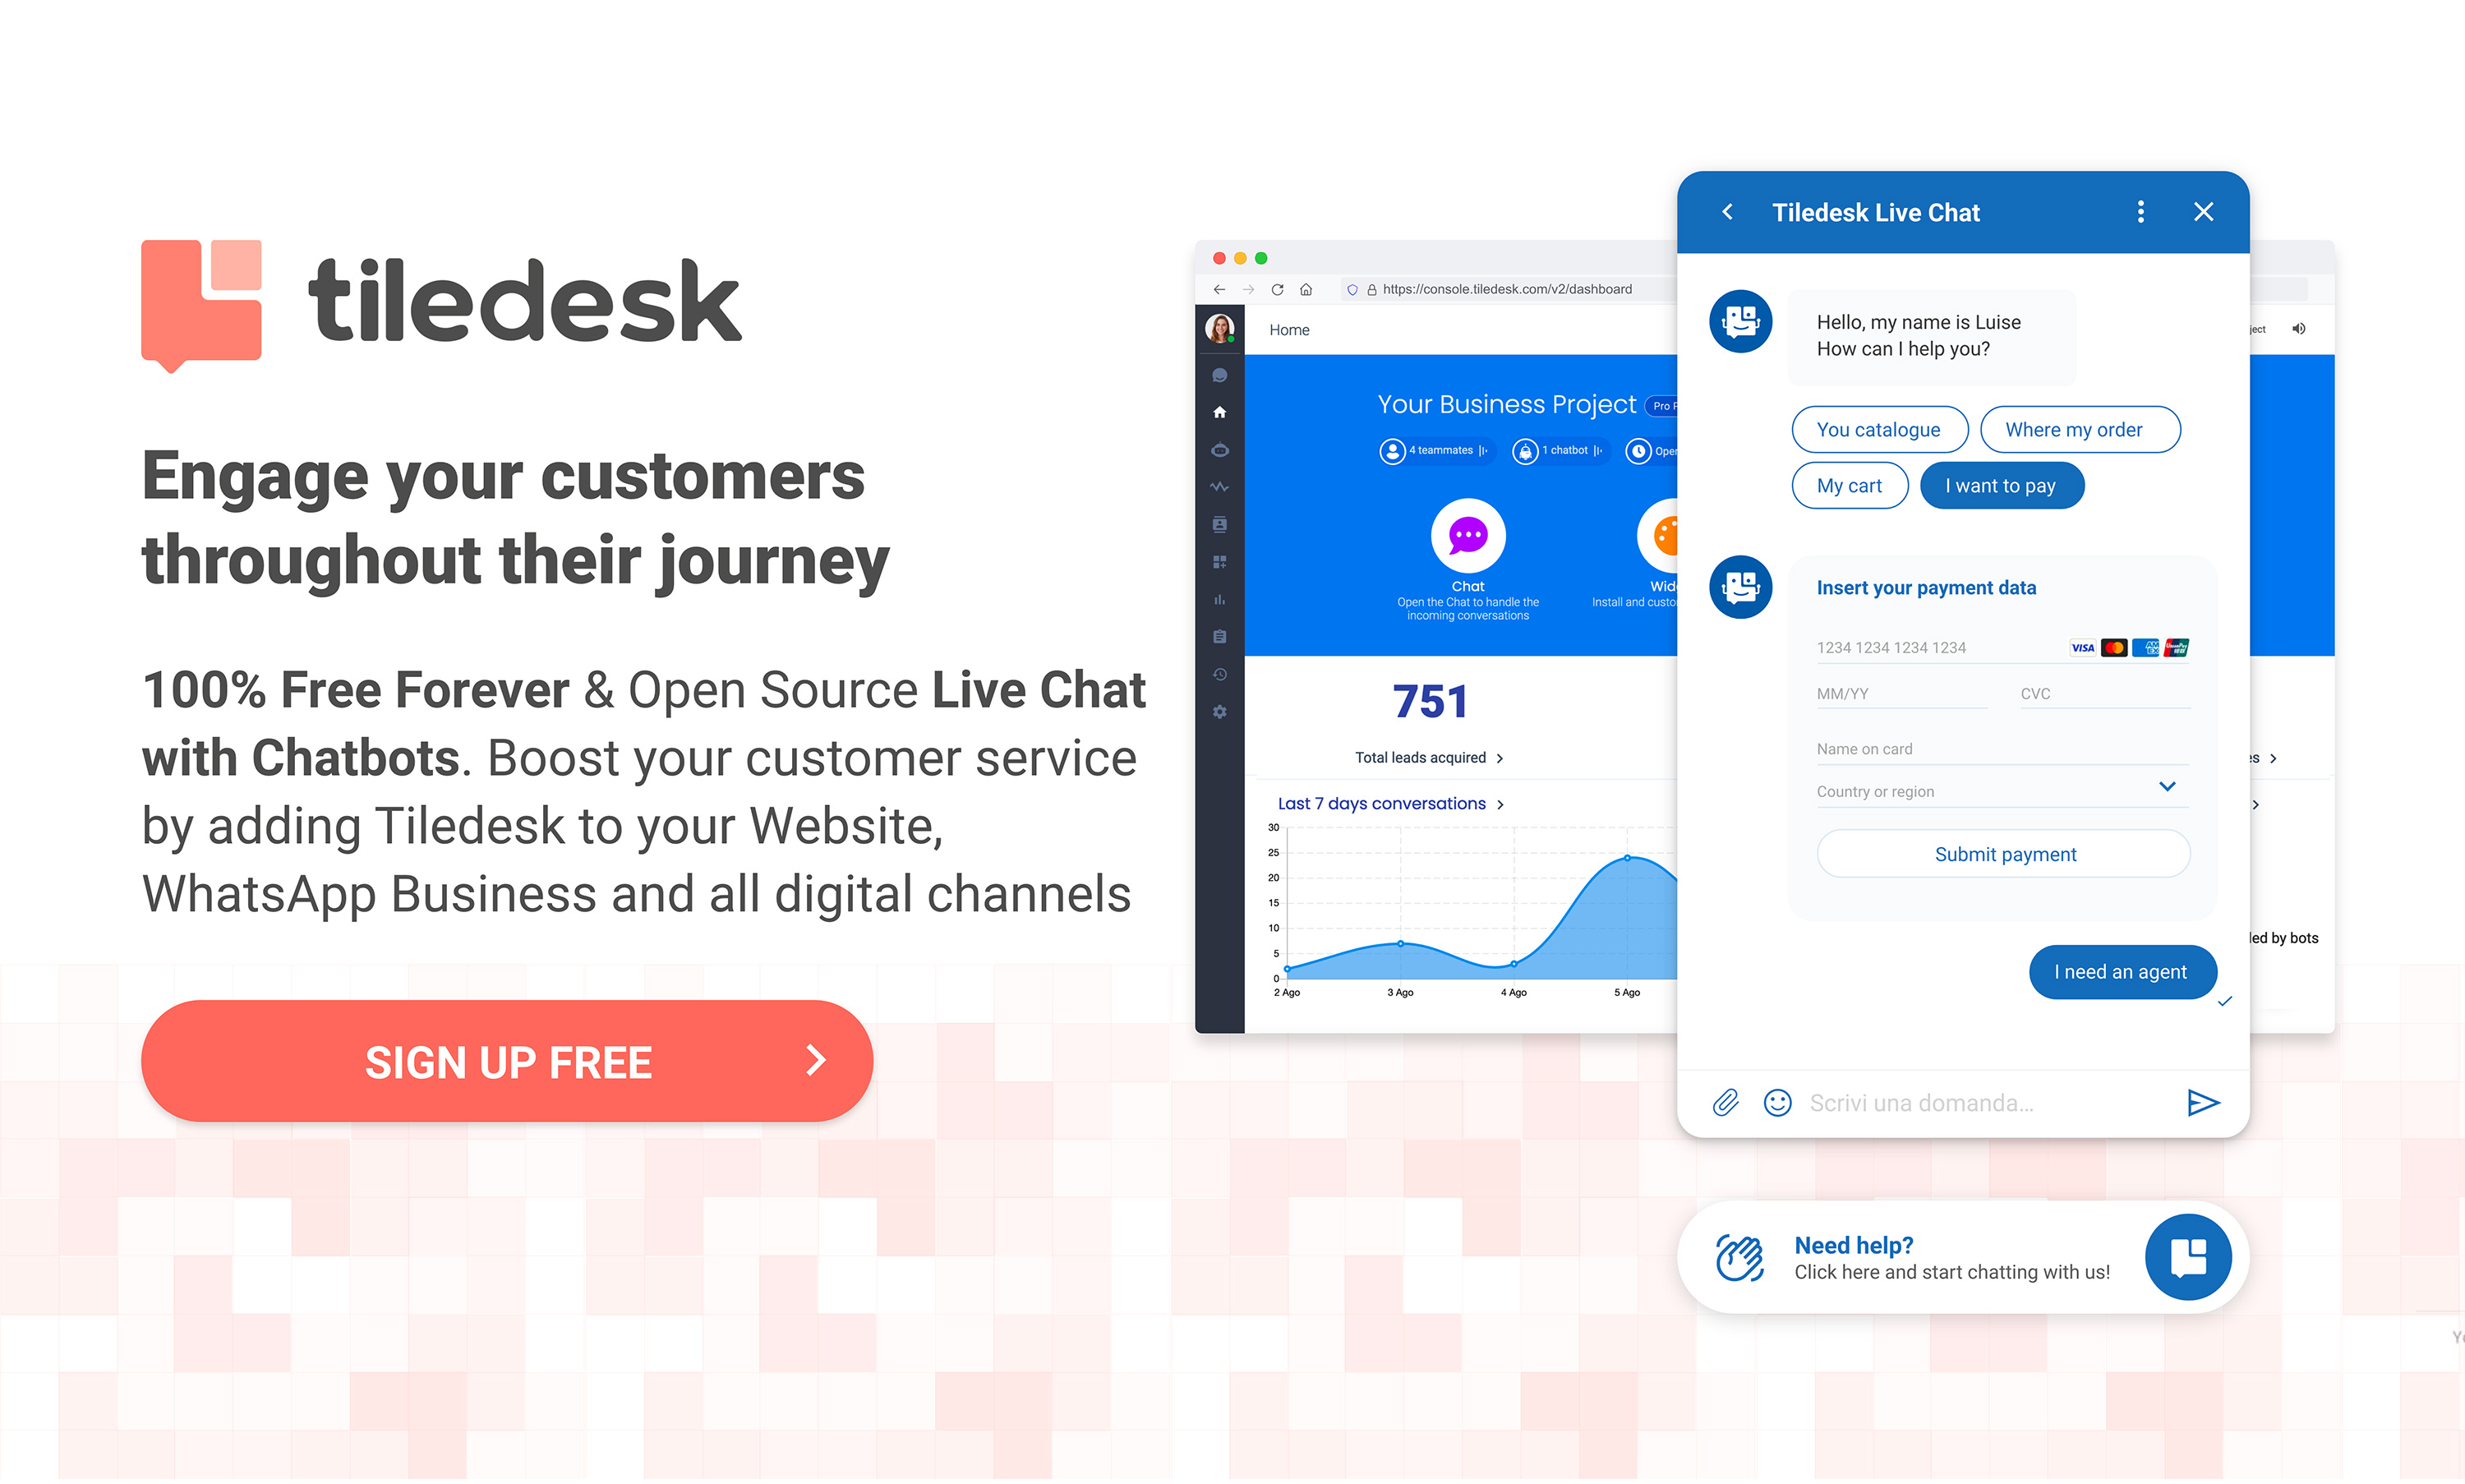 tiledesk
Engage your customers
throughout their journey
100% Free Forever & Open Source Live Chat
with Chatbots. Boost your customer service
by adding Tiledesk to your Website,
WhatsApp Business and all digital channels
SIGN UP FREE
https://console.tiledesk.com/v2/dashboard
Home
Your Business Project
Pro
4 teammates
1 chatbot
Chat
Open the Chat to handle the
incoming conversations
Install and
751
Total leads acquired
Last 7 days conversations
30
25
20
15
10
5
0
2 Ago
3 Ago
4 Ago
5 Ago
by bots
Tiledesk Live Chat
Hello, my name is Luise
How can I help you?
You catalogue
Where my order
My cart
I want to pay
Insert your payment data
1234 1234 1234 1234
VISA
AM
EX
UnionPay
MM/YY
CVC
Name on card
Country or region
Submit payment
I need an agent
Scrivi una domanda...
Need help?
Click here and start chatting with us!